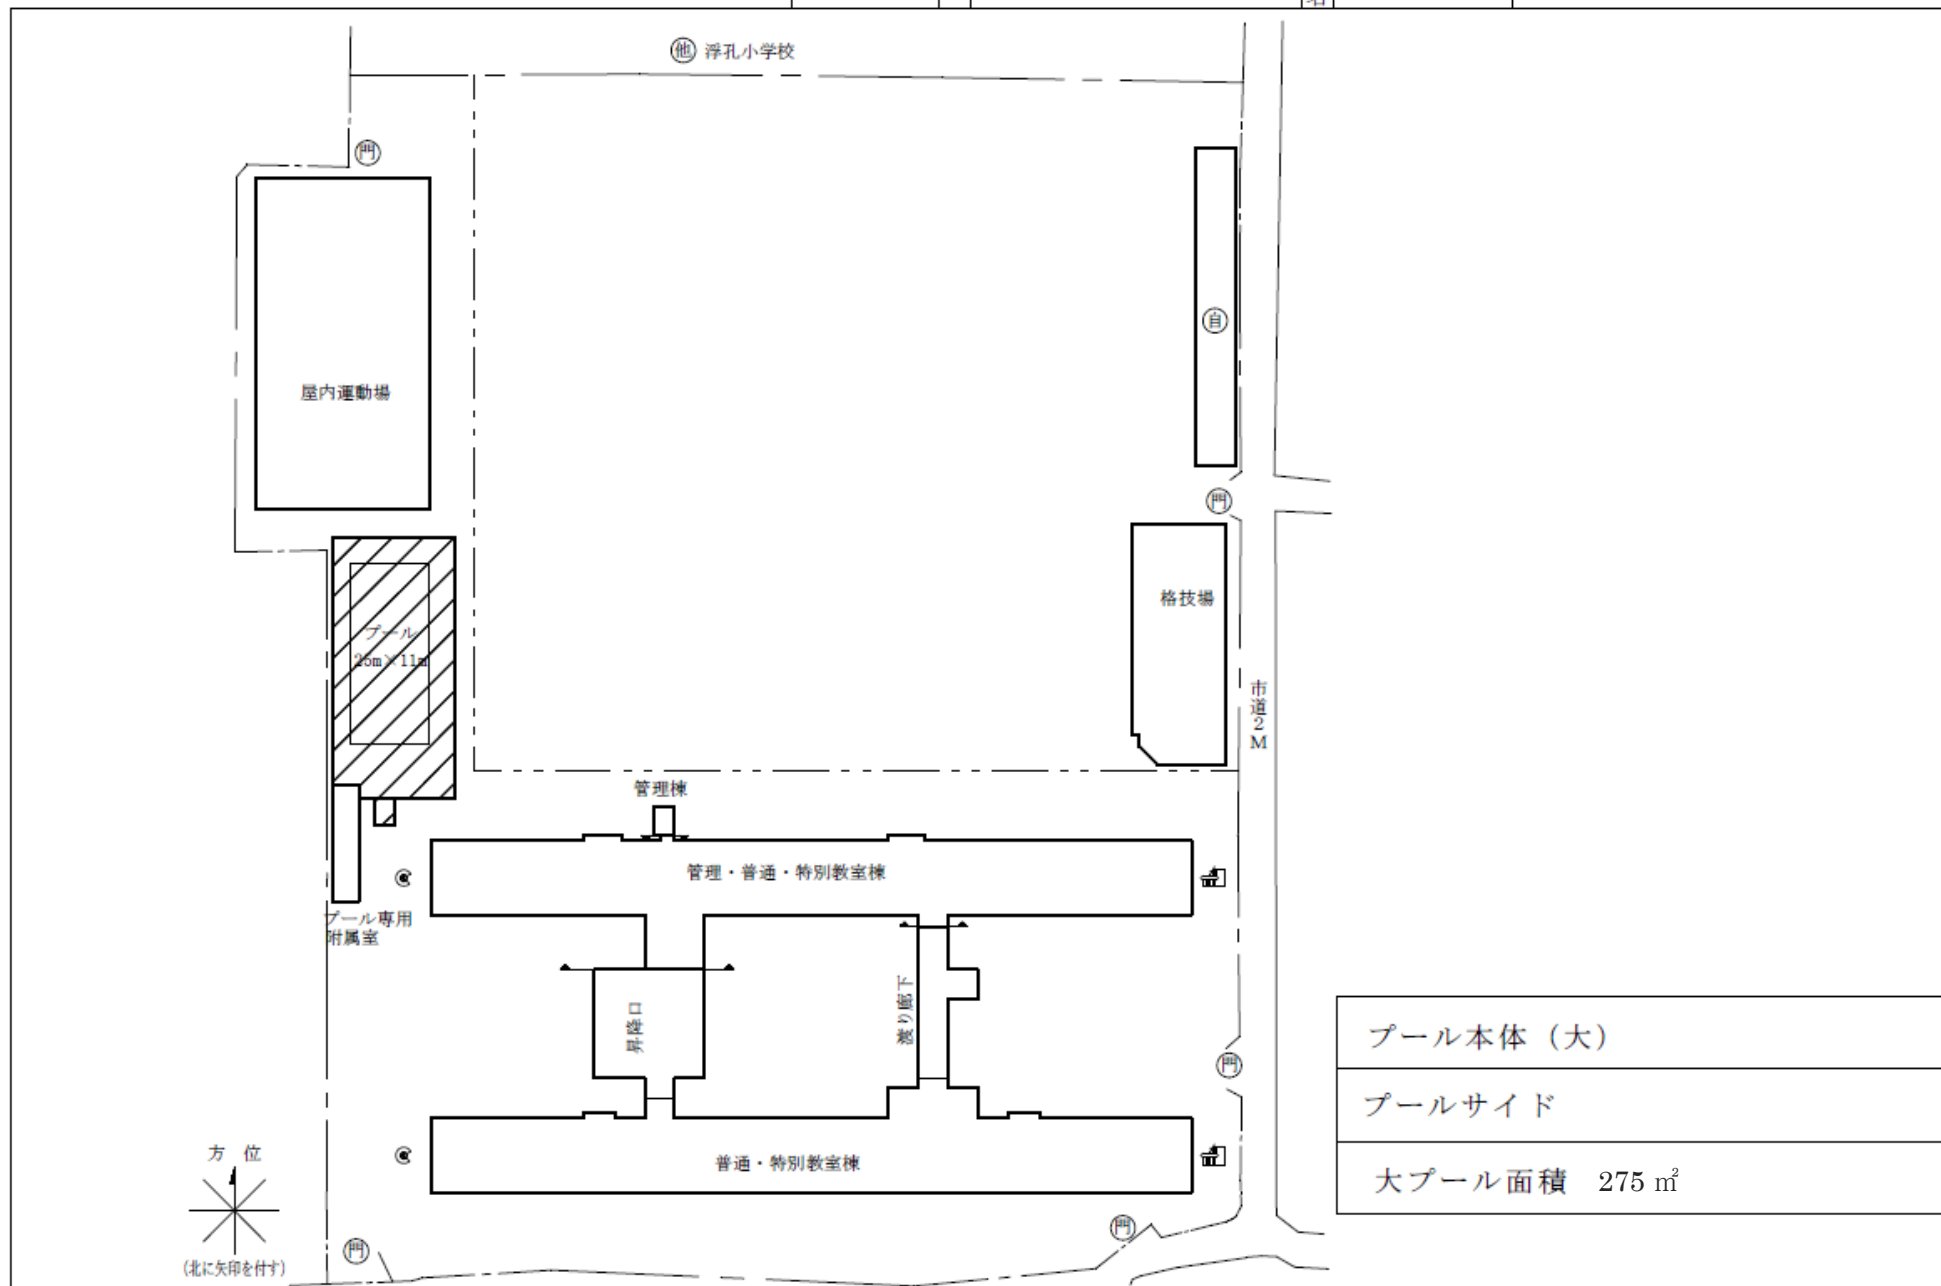 他 浮孔小学校
門
自
屋内運動場
門
格技場
プール
25m×11m
市道2M
管理棟
管理・普通・特別教室棟
プール専用
附属室
昇降口
渡り廊下
門
プール本体（大）
プールサイド
大プール面積 275㎡
方位
普通・特別教室棟
門
門
(北に矢印を付す)